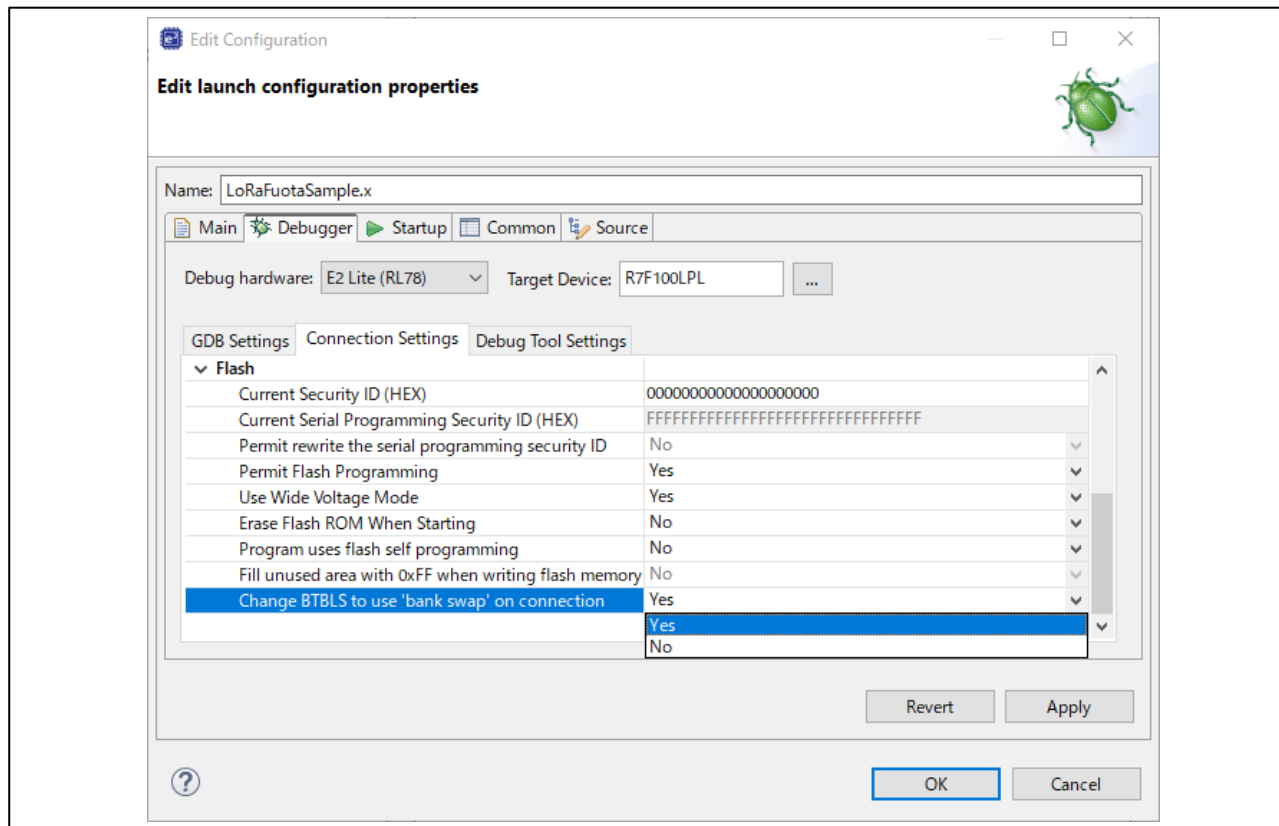 Edit Configuration
Edit launch configuration properties
Name: LoRaFuotaSample.x
Main Debugger Startup Common Source
Debug hardware: E2 Lite (RL78) Target Device: R7F100LPL ...
GDB Settings Connection Settings Debug Tool Settings
Flash
Current Security ID (HEX) 00000000000000000000
Current Serial Programming Security ID (HEX) FFFFFFFFFFFFFFFFFFFFFFFFFFFFFFFF
Permit rewrite the serial programming security ID No
Permit Flash Programming Yes
Use Wide Voltage Mode Yes
Erase Flash ROM When Starting No
Program uses flash self programming No
Fill unused area with 0xFF when writing flash memory No
Change BTBLS to use 'bank swap' on connection Yes
Yes
No
Revert Apply
? OK Cancel